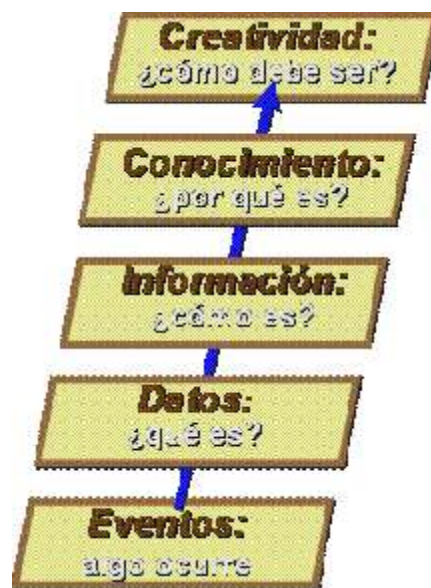 Creatividad:
¿cómo debe ser?
Conocimiento:
¿por qué es?
Información:
¿cómo es?
Datos:
¿qué es?
Eventos:
algo ocurre